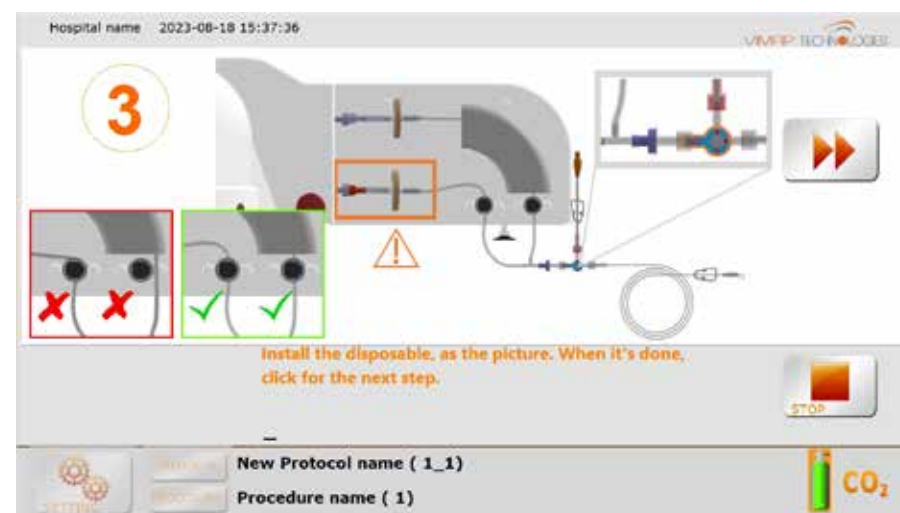 Hospital name 2023-08-18 15:37:36
VIMAP TECHNOLOGIES
3
Install the disposable, as the picture. When it's done,
click for the next step.
STOP
_
New Protocol name ( 1_1)
Procedure name ( 1)
SETTING
CO₂